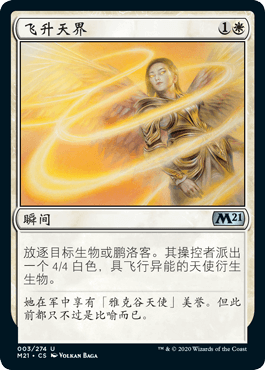 飞升天界 1
瞬间 M21
放逐目标生物或鹏洛客。其操控者派出
一个 4/4 白色,具飞行异能的天使衍生
生物。
她在军中享有「雅克谷天使」美誉。但此
前都只不过是比喻而已。
003/274 U
M21 • CS VOLKAN BAGA
™ & © 2020 Wizards of the Coast